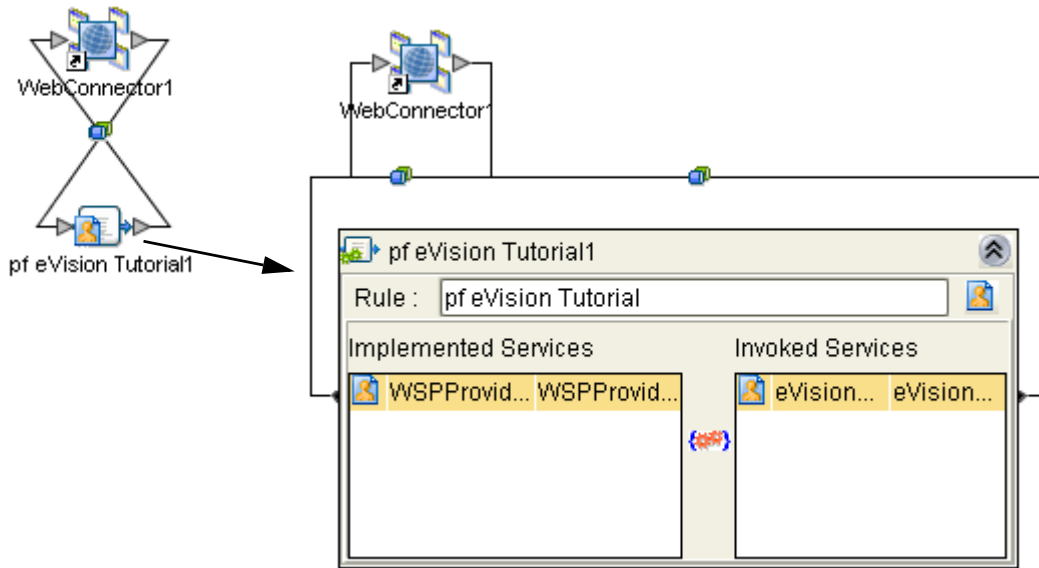 WebConnector1
WebConnector1
pf eVision Tutorial1
pf eVision Tutorial1
Rule : pf eVision Tutorial
Implemented Services Invoked Services
WSPProvid... WSPProvid... eVision... eVision...